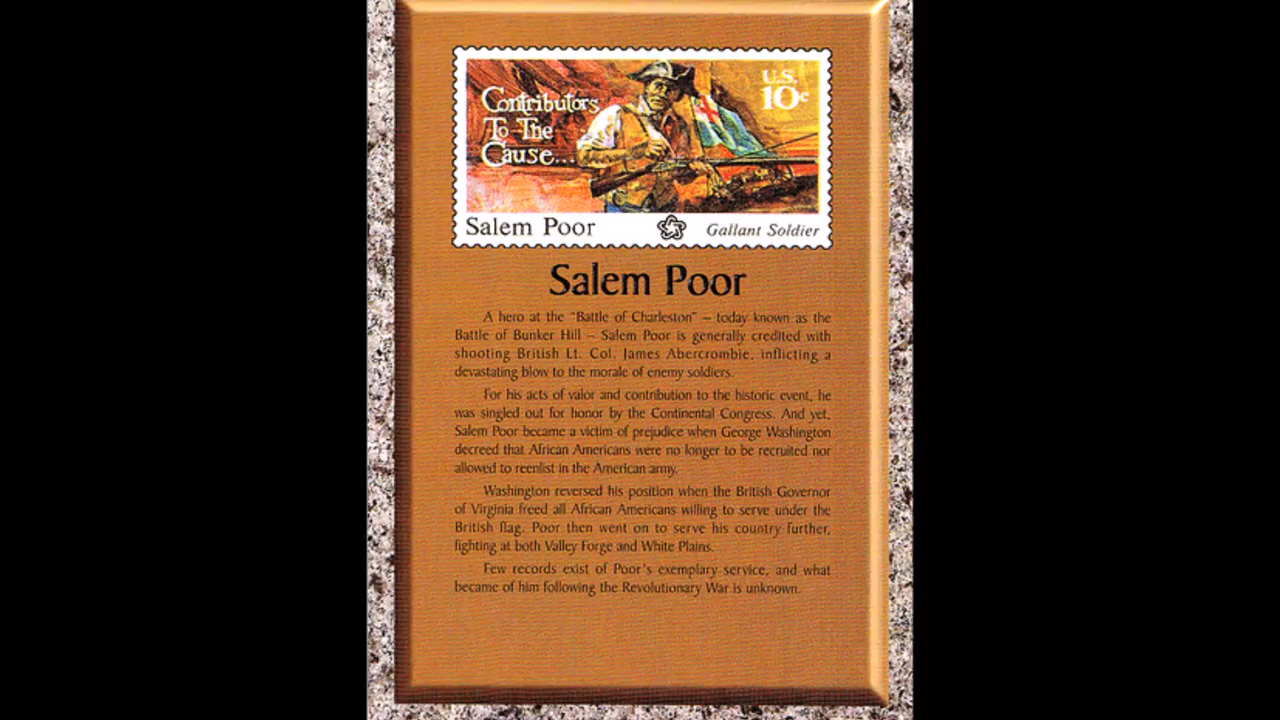 Contributors
To The
Cause...
U.S.
10c
Salem Poor
Gallant Soldier
Salem Poor
A hero at the "Battle of Charleston" – today known as the
Battle of Bunker Hill – Salem Poor is generally credited with
shooting British Lt. Col. James Abercrombie, inflicting a
devastating blow to the morale of enemy soldiers.
For his acts of valor and contribution to the historic event, he
was singled out for honor by the Continental Congress. And yet,
Salem Poor became a victim of prejudice when George Washington
decreed that African Americans were no longer to be recruited nor
allowed to reenlist in the American army.
Washington reversed his position when the British Governor
of Virginia freed all African Americans willing to serve under the
British flag. Poor then went on to serve his country further,
fighting at both Valley Forge and White Plains.
Few records exist of Poor's exemplary service, and what
became of him following the Revolutionary War is unknown.